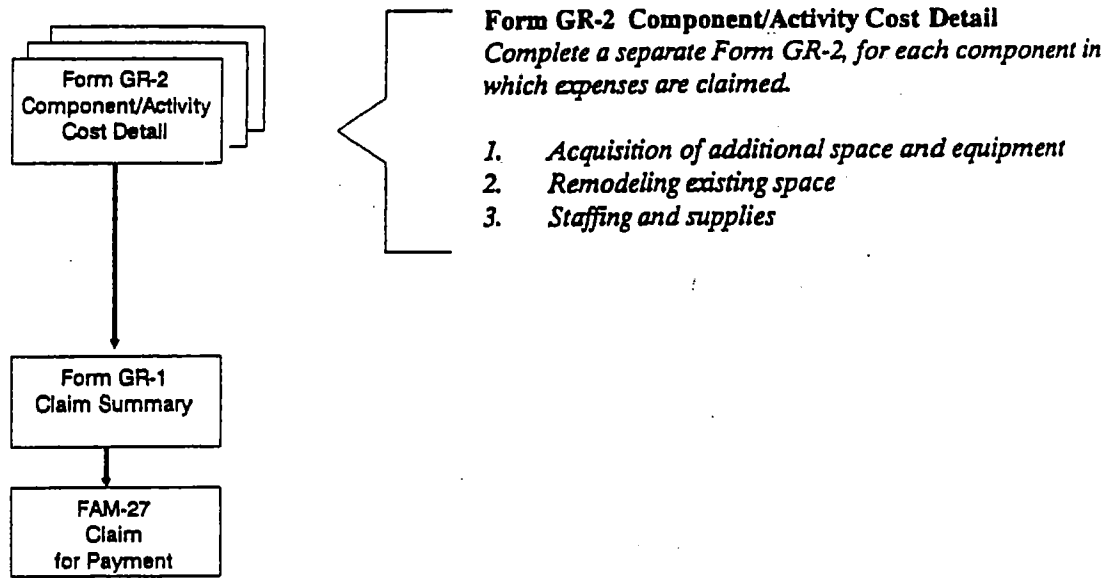 Form GR-2
Component/Activity
Cost Detail
Form GR-2 Component/Activity Cost Detail
Complete a separate Form GR-2, for each component in
which expenses are claimed.
1. Acquisition of additional space and equipment
2. Remodeling existing space
3. Staffing and supplies
Form GR-1
Claim Summary
FAM-27
Claim
for Payment